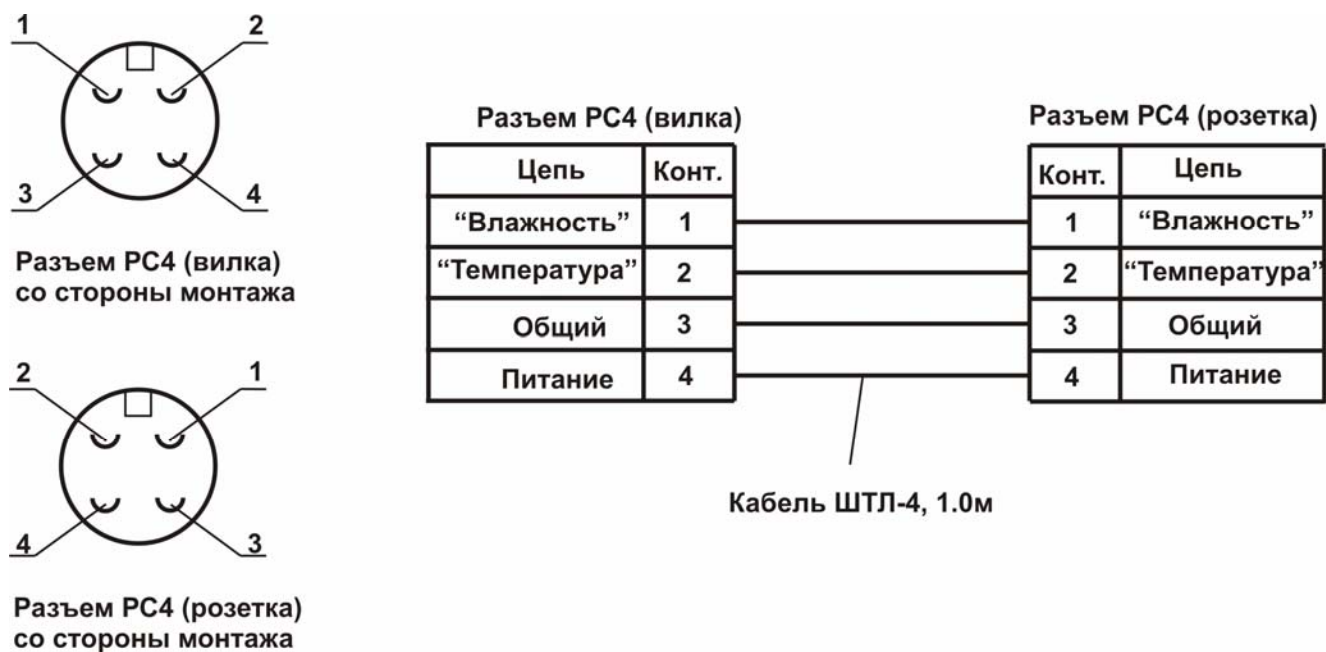 1 2
3 4
Разъем РС4 (вилка)
со стороны монтажа
2 1
4 3
Разъем РС4 (розетка)
со стороны монтажа
Разъем РС4 (вилка)
Цепь Конт.
“Влажность” 1
“Температура” 2
Общий 3
Питание 4
Разъем РС4 (розетка)
Конт. Цепь
1 “Влажность”
2 “Температура”
3 Общий
4 Питание
Кабель ШТЛ-4, 1.0м